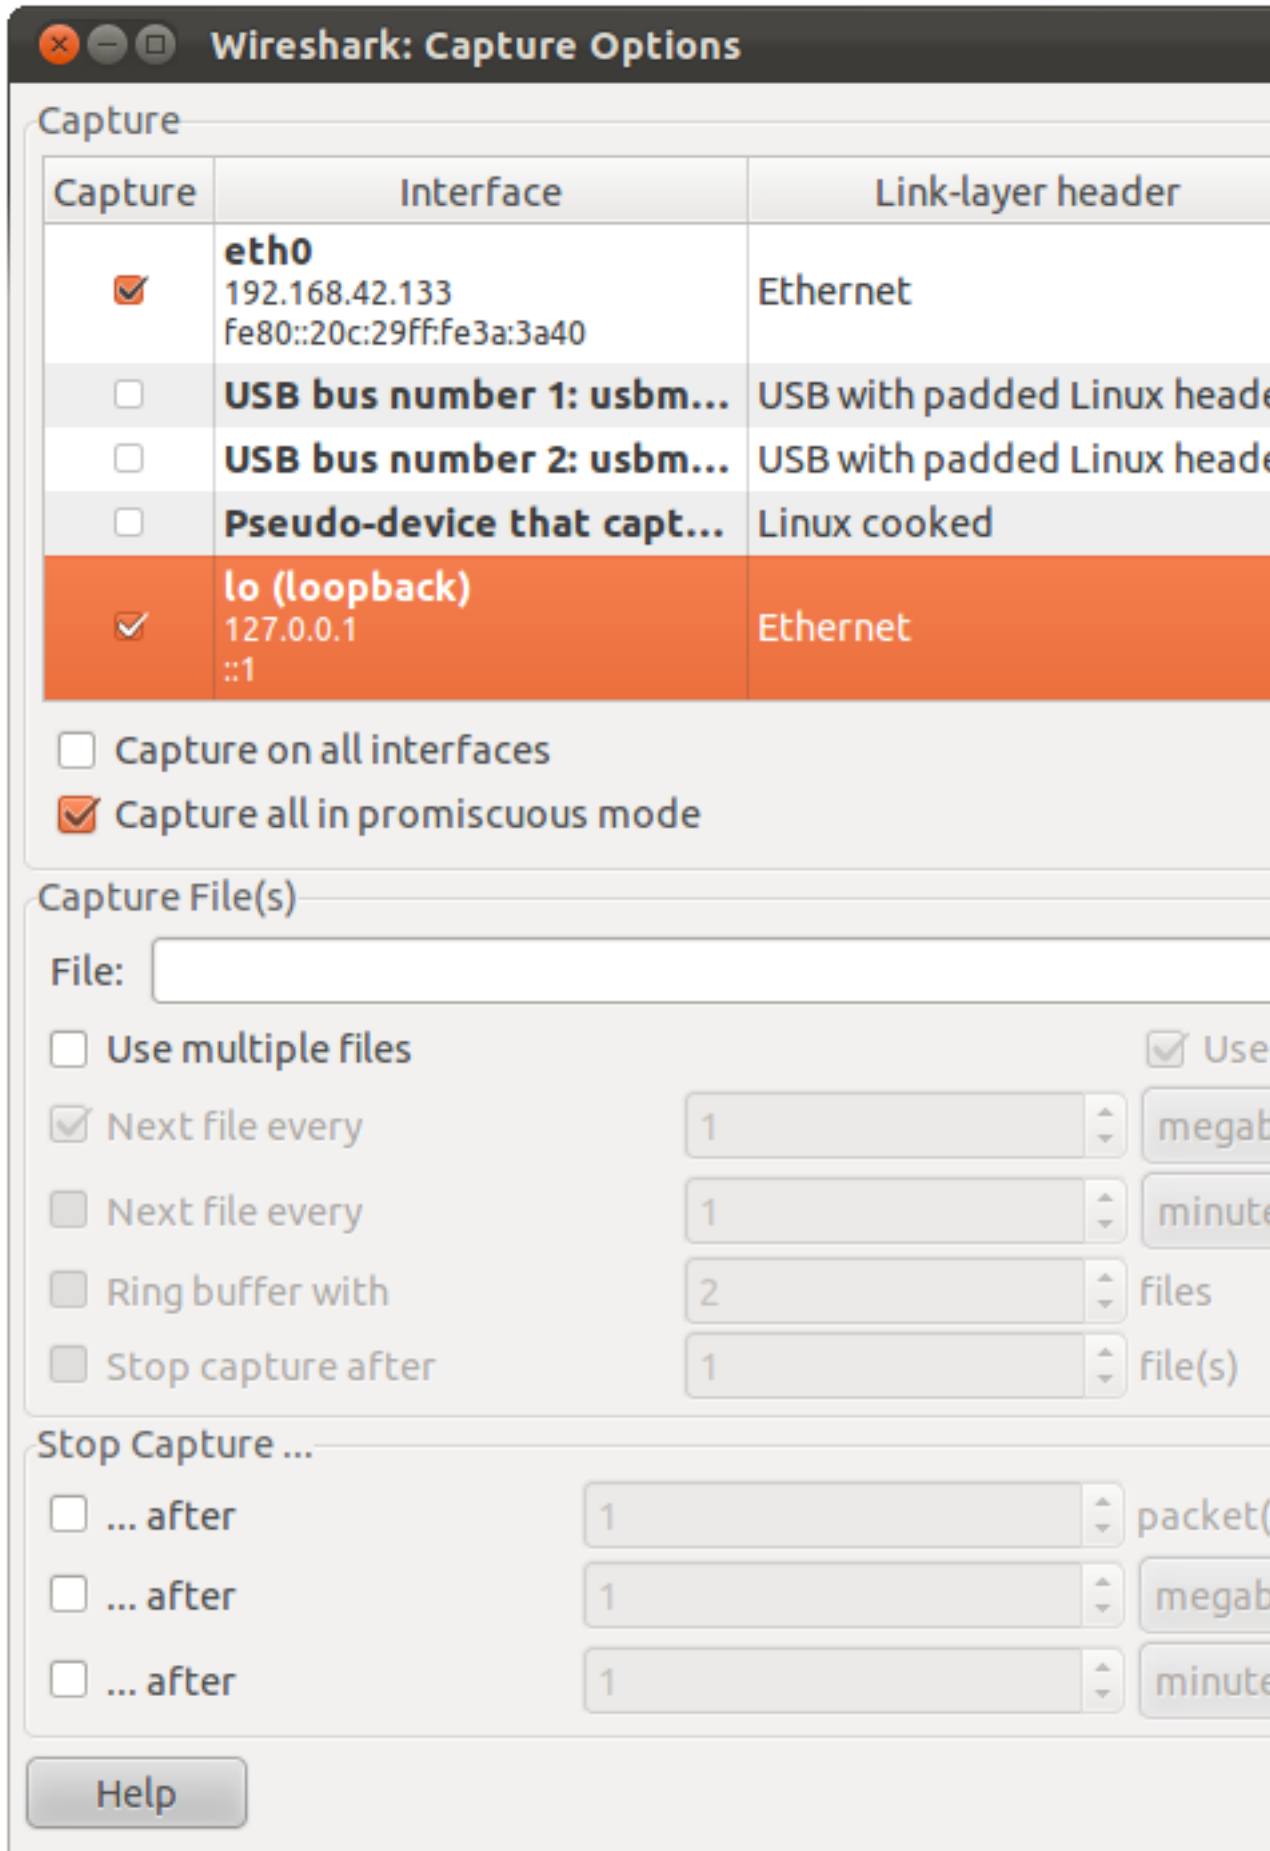 Wireshark: Capture Options
Capture
Capture Interface Link-layer header
eth0
192.168.42.133
fe80::20c:29ff:fe3a:3a40
Ethernet
USB bus number 1: usbm... USB with padded Linux heade
USB bus number 2: usbm... USB with padded Linux heade
Pseudo-device that capt... Linux cooked
lo (loopback)
127.0.0.1
::1
Ethernet
Capture on all interfaces
Capture all in promiscuous mode
Capture File(s)
File:
Use multiple files Use
Next file every 1 megab
Next file every 1 minute
Ring buffer with 2 files
Stop capture after 1 file(s)
Stop Capture ...
... after 1 packet(
... after 1 megab
... after 1 minute
Help